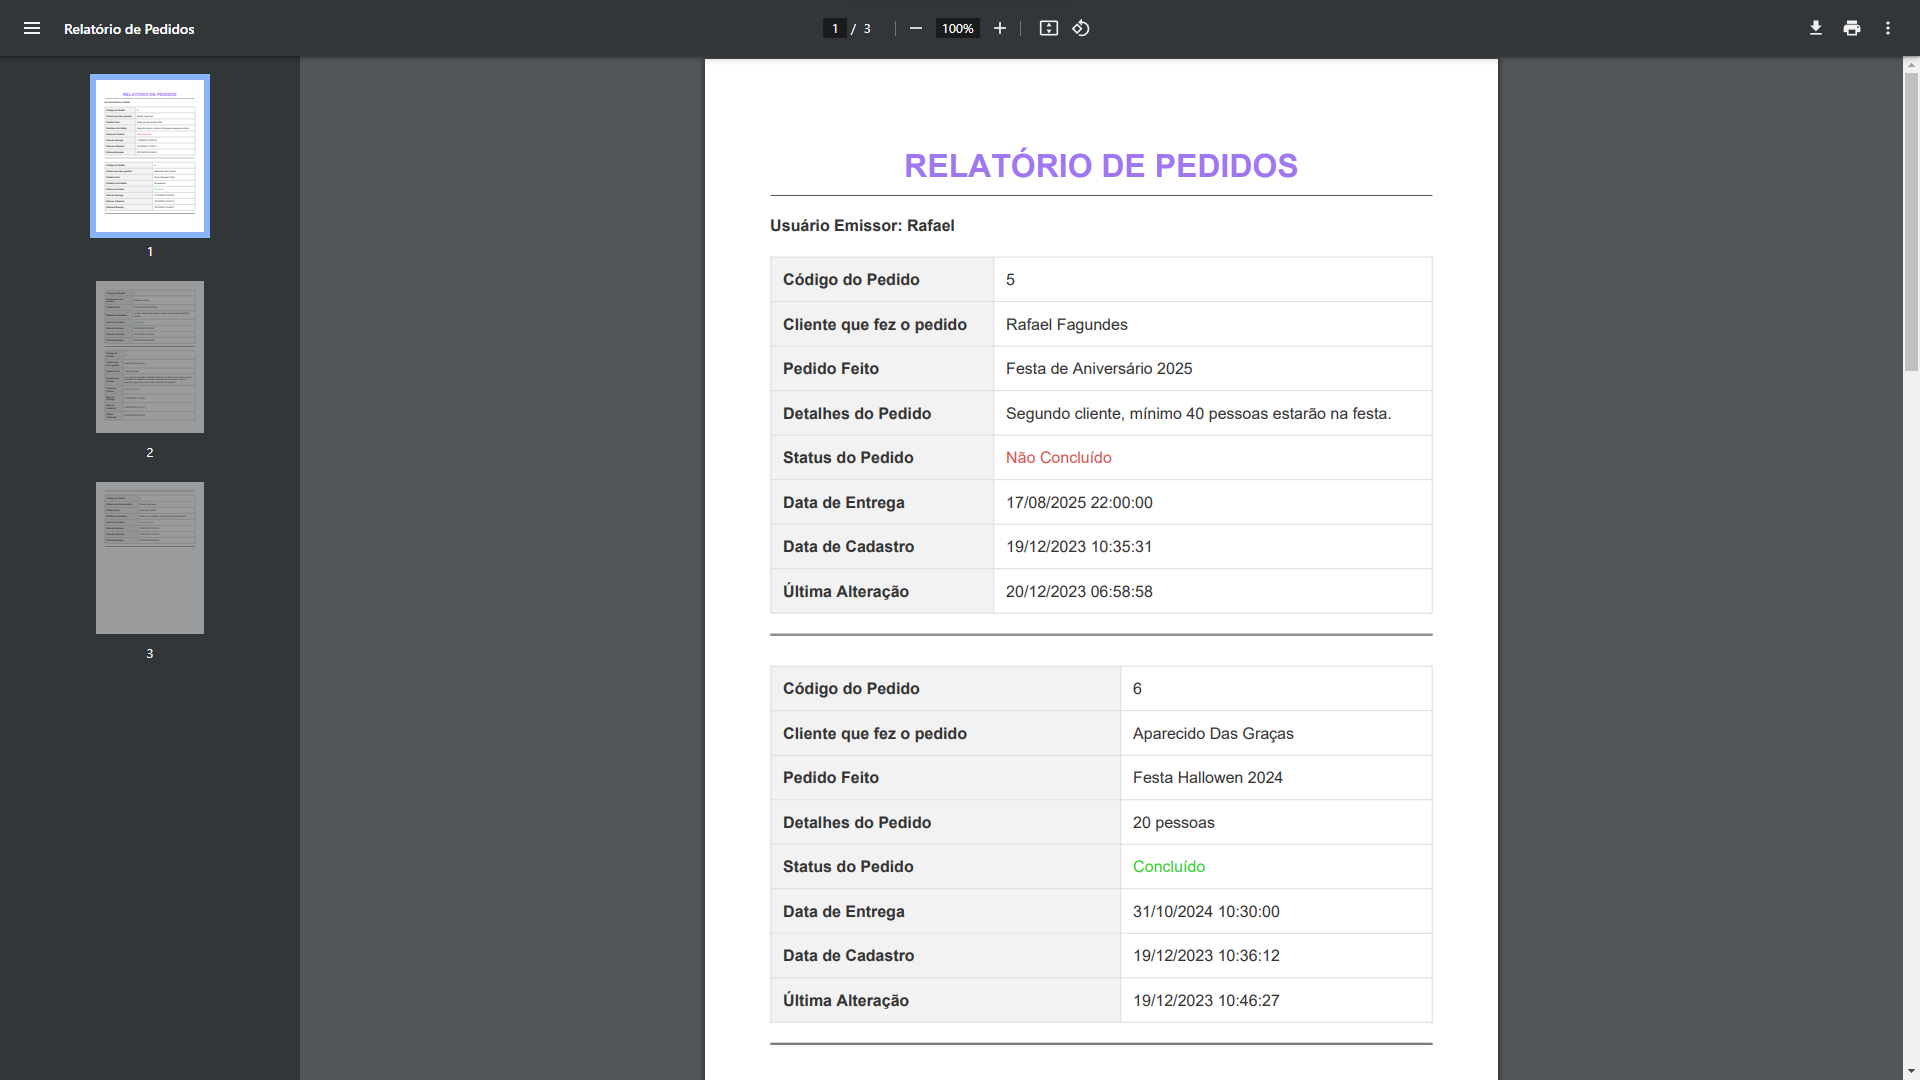 Relatório de Pedidos
1 / 3
100%
1
2
3
RELATÓRIO DE PEDIDOS
Usuário Emissor: Rafael
Código do Pedido 5
Cliente que fez o pedido Rafael Fagundes
Pedido Feito Festa de Aniversário 2025
Detalhes do Pedido Segundo cliente, mínimo 40 pessoas estarão na festa.
Status do Pedido Não Concluído
Data de Entrega 17/08/2025 22:00:00
Data de Cadastro 19/12/2023 10:35:31
Última Alteração 20/12/2023 06:58:58
Código do Pedido 6
Cliente que fez o pedido Aparecido Das Graças
Pedido Feito Festa Hallowen 2024
Detalhes do Pedido 20 pessoas
Status do Pedido Concluído
Data de Entrega 31/10/2024 10:30:00
Data de Cadastro 19/12/2023 10:36:12
Última Alteração 19/12/2023 10:46:27